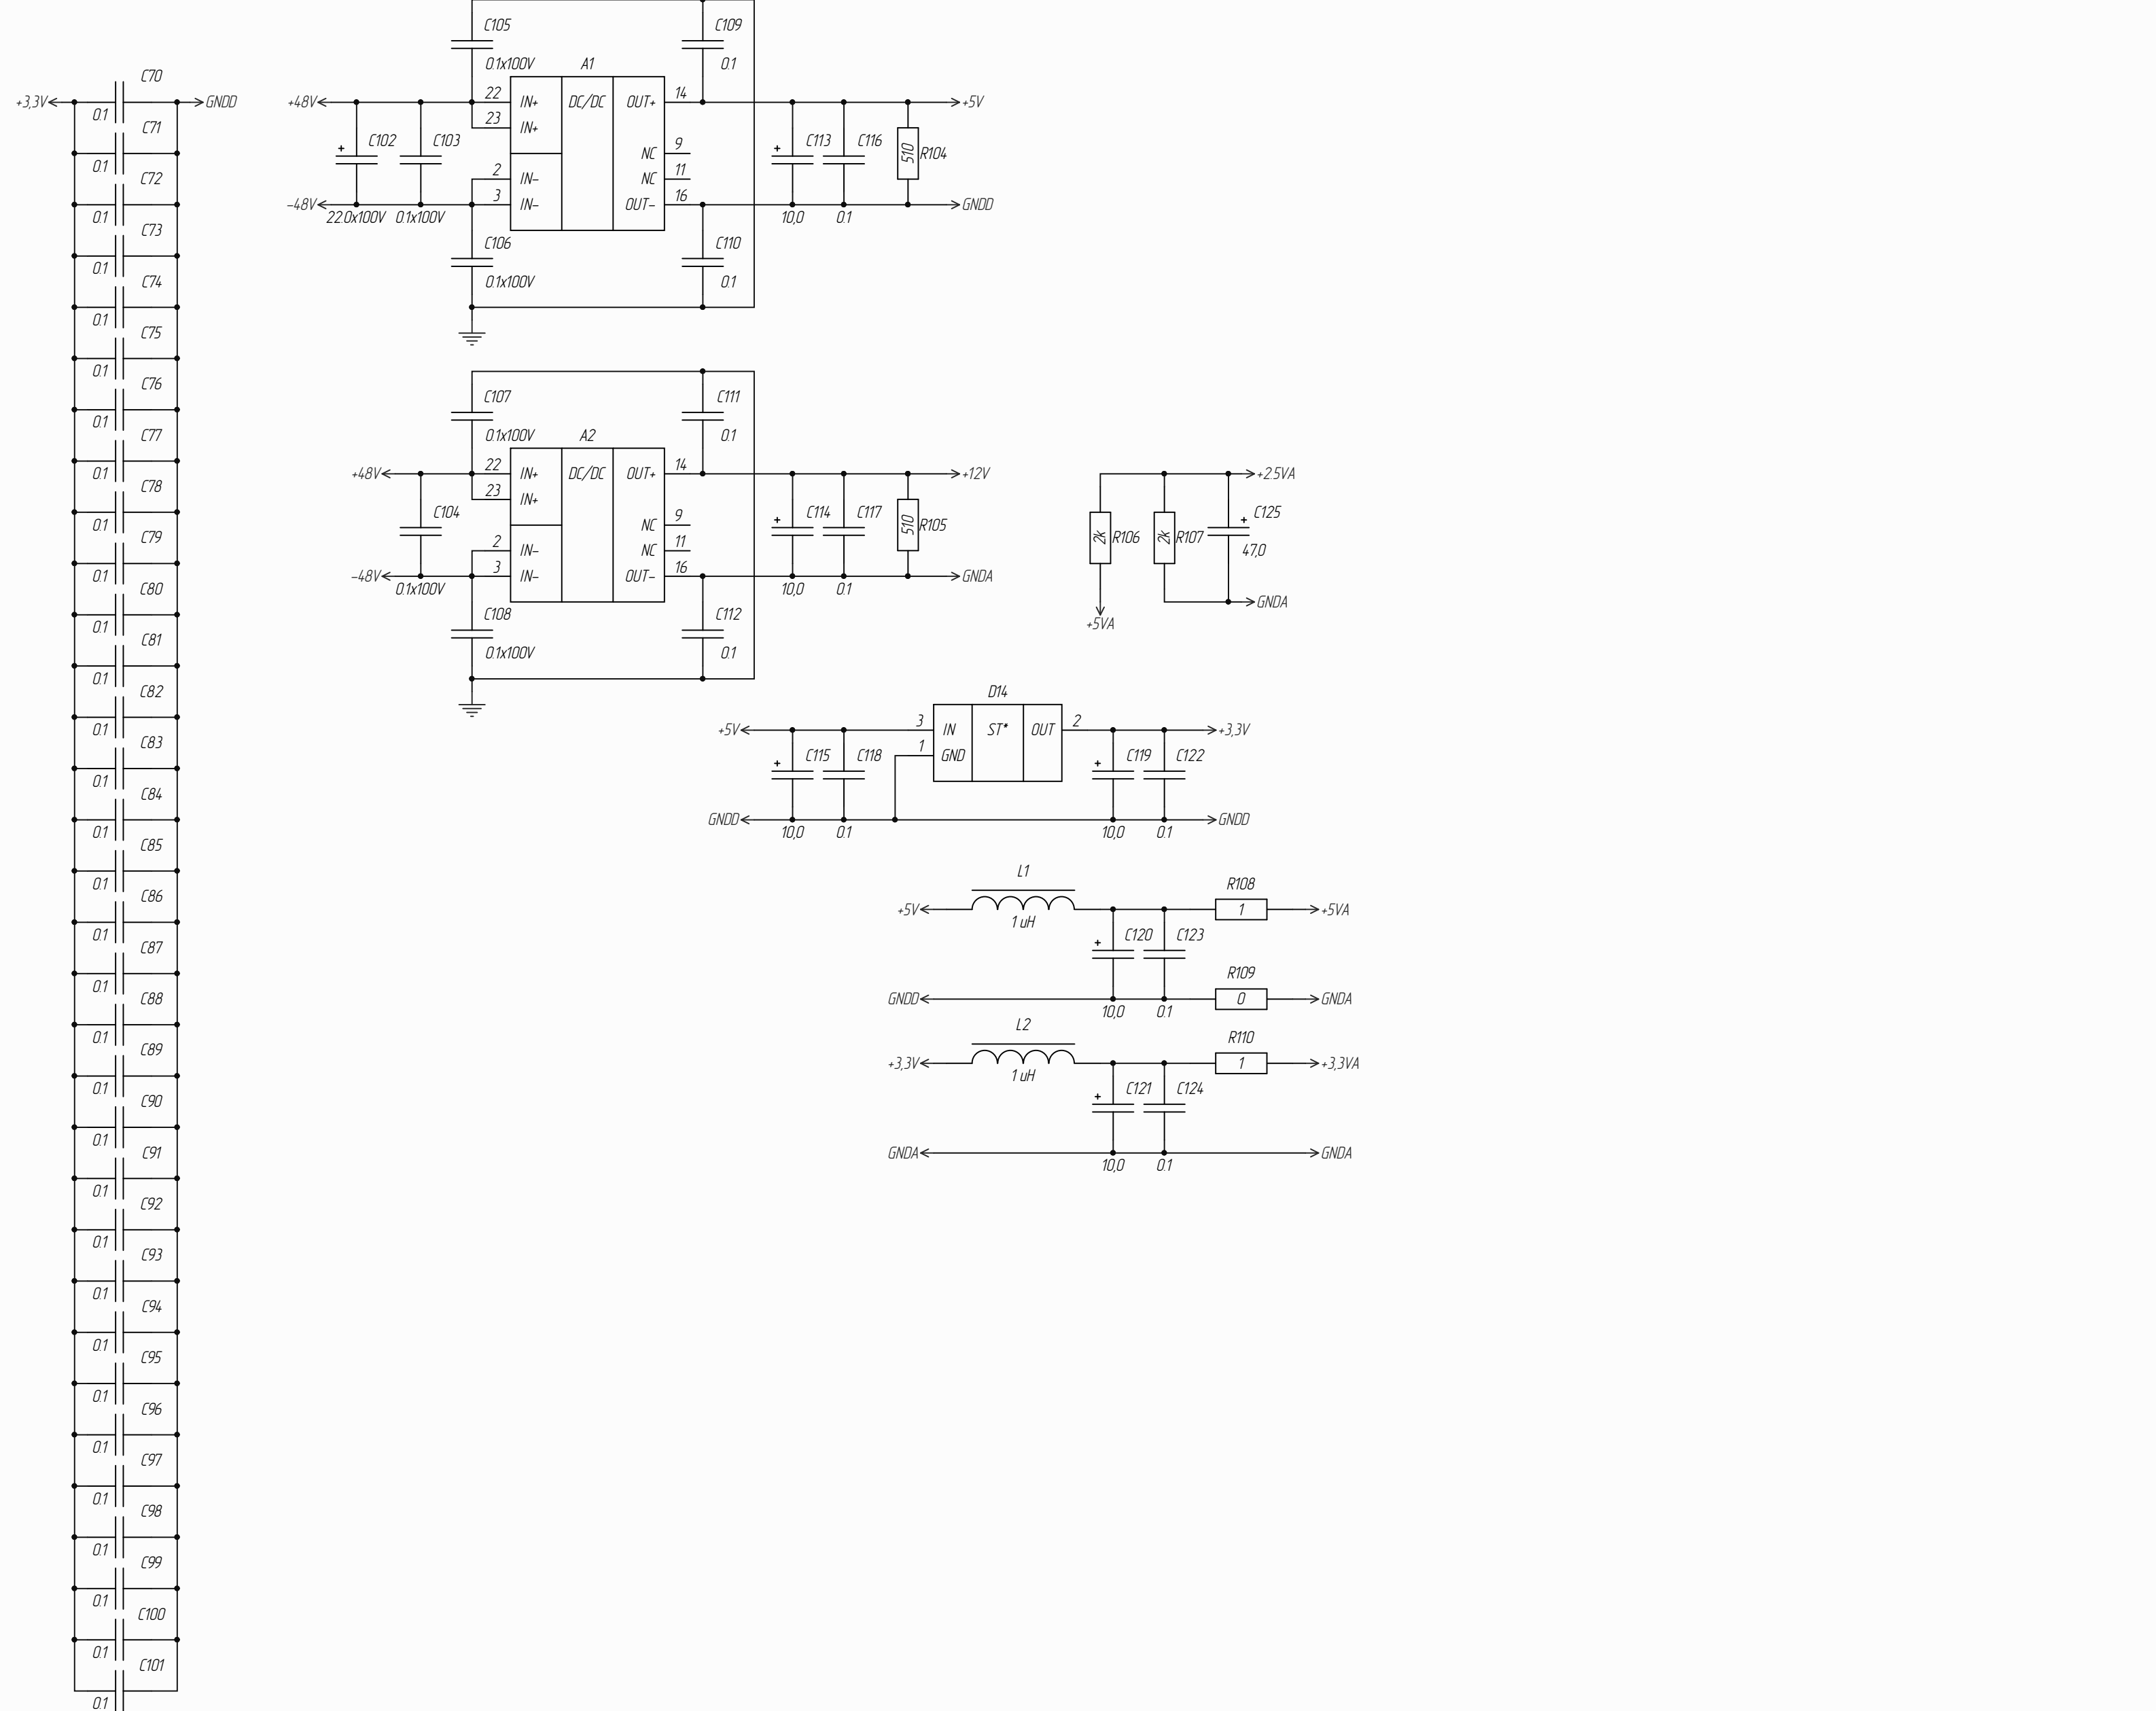 C70
+3,3V GNDD
0.1
C71
0.1
C72
0.1
C73
0.1
C74
0.1
C75
0.1
C76
0.1
C77
0.1
C78
0.1
C79
0.1
C80
0.1
C81
0.1
C82
0.1
C83
0.1
C84
0.1
C85
0.1
C86
0.1
C87
0.1
C88
0.1
C89
0.1
C90
0.1
C91
0.1
C92
0.1
C93
0.1
C94
0.1
C95
0.1
C96
0.1
C97
0.1
C98
0.1
C99
0.1
C100
0.1
C101
0.1
C105 C109
0.1x100V A1 0.1
+48V 22 IN+ DC/DC OUT+ 14 +5V
23 IN+
+ C102 C103 NC 9 + C113 C116 510 R104
2 IN- NC 11
-48V 3 IN- OUT- 16 GNDD
22.0x100V 0.1x100V 10,0 0.1
C106 C110
0.1x100V 0.1
C107 C111
0.1x100V A2 0.1
+48V 22 IN+ DC/DC OUT+ 14 +12V
23 IN+
C104 NC 9 + C114 C117 510 R105
2 IN- NC 11
-48V 3 IN- OUT- 16 GNDA
0.1x100V 10,0 0.1
C108 C112
0.1x100V 0.1
+2.5VA
2k R106 2k R107 + C125
47,0
GNDA
+5VA
D14
+5V 3 IN ST* OUT 2 +3,3V
1 GND
+ C115 C118 + C119 C122
GNDD GNDD
10,0 0.1 10,0 0.1
L1 R108
+5V 1 +5VA
1 uH
+ C120 C123
R109
GNDD 0 GNDA
10,0 0.1
L2 R110
+3,3V 1 +3,3VA
1 uH
+ C121 C124
GNDA GNDA
10,0 0.1